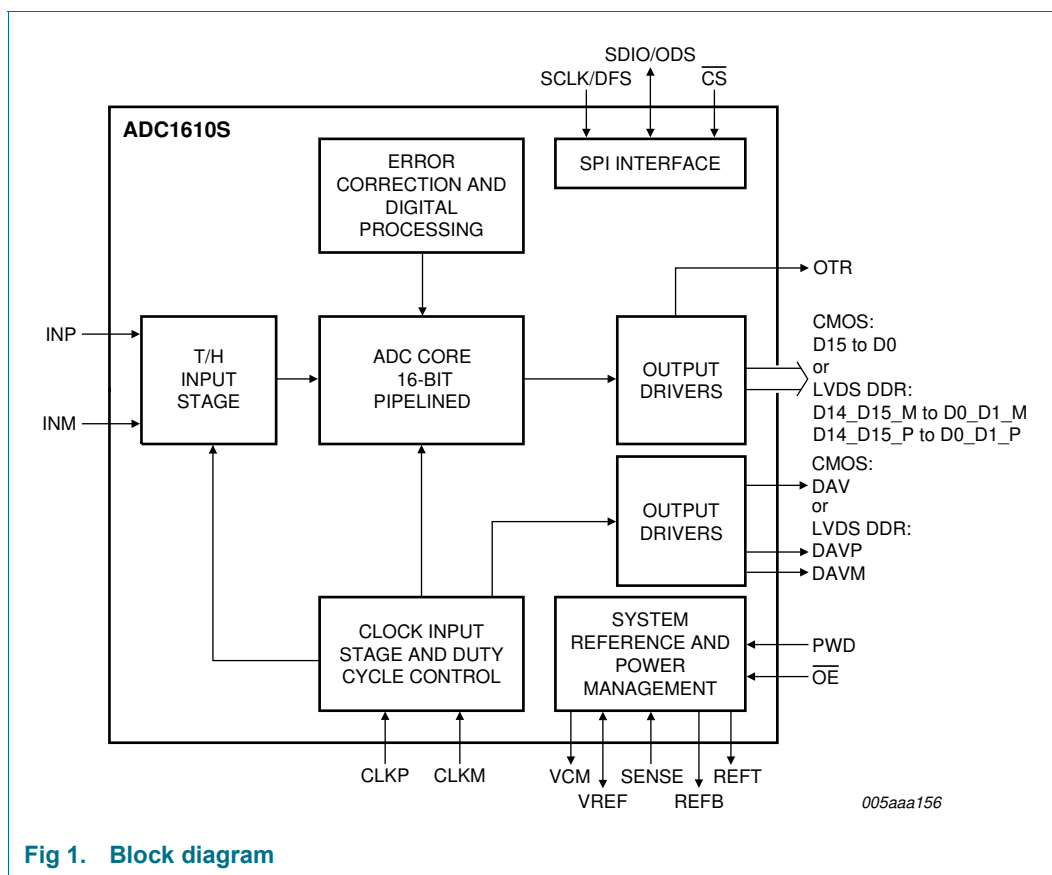 SDIO/ODS
SCLK/DFS
CS
ADC1610S
ERROR
CORRECTION AND
DIGITAL
PROCESSING
SPI INTERFACE
OTR
INP
INM
T/H
INPUT
STAGE
ADC CORE
16-BIT
PIPELINED
OUTPUT
DRIVERS
CMOS:
D15 to D0
or
LVDS DDR:
D14_D15_M to D0_D1_M
D14_D15_P to D0_D1_P
OUTPUT
DRIVERS
CMOS:
DAV
or
LVDS DDR:
DAVP
DAVM
CLOCK INPUT
STAGE AND DUTY
CYCLE CONTROL
SYSTEM
REFERENCE AND
POWER
MANAGEMENT
PWD
OE
CLKP
CLKM
VCM
VREF
SENSE
REFB
REFT
005aaa156
Fig 1. Block diagram